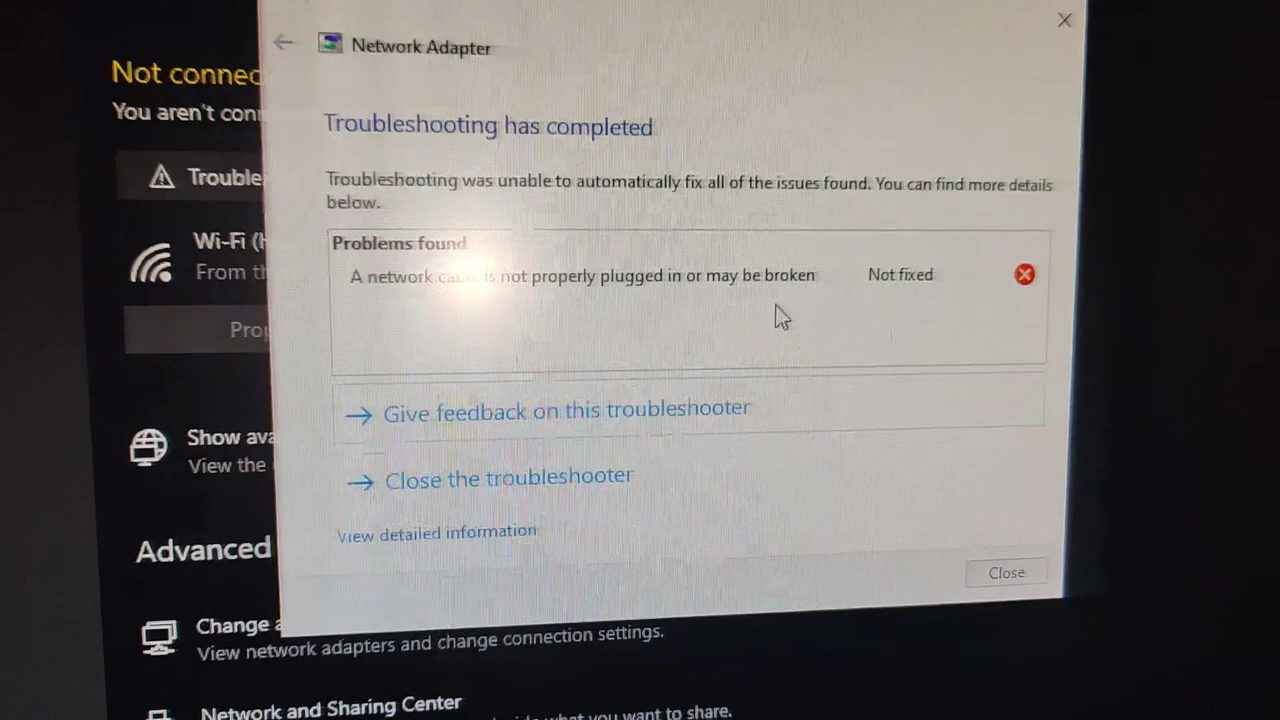 Network Adapter
Not connec
You aren't con
Troubleshooting has completed
Trouble
Troubleshooting was unable to automatically fix all of the issues found. You can find more details
below.
Wi-Fi (
From th
Problems found
A network is not properly plugged in or may be broken Not fixed
Pro
Give feedback on this troubleshooter
Show ava
View the
Close the troubleshooter
View detailed information
Advanced
Close
Change a
View network adapters and change connection settings.
Network and Sharing Center
what you want to share.